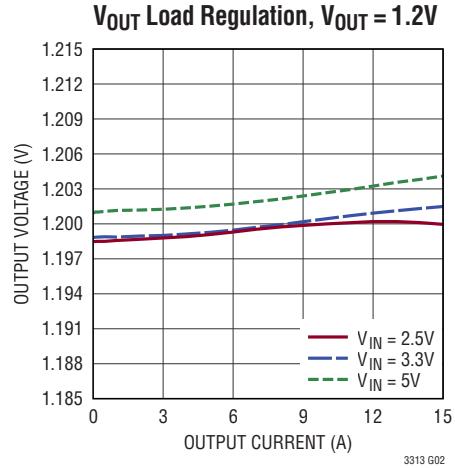 VOUT Load Regulation, VOUT = 1.2V
1.215
1.212
1.209
1.206
1.203
1.200
1.197
1.194
1.191
1.188
1.185
OUTPUT VOLTAGE (V)
VIN = 2.5V
VIN = 3.3V
VIN = 5V
0 3 6 9 12 15
OUTPUT CURRENT (A)
3313 G02